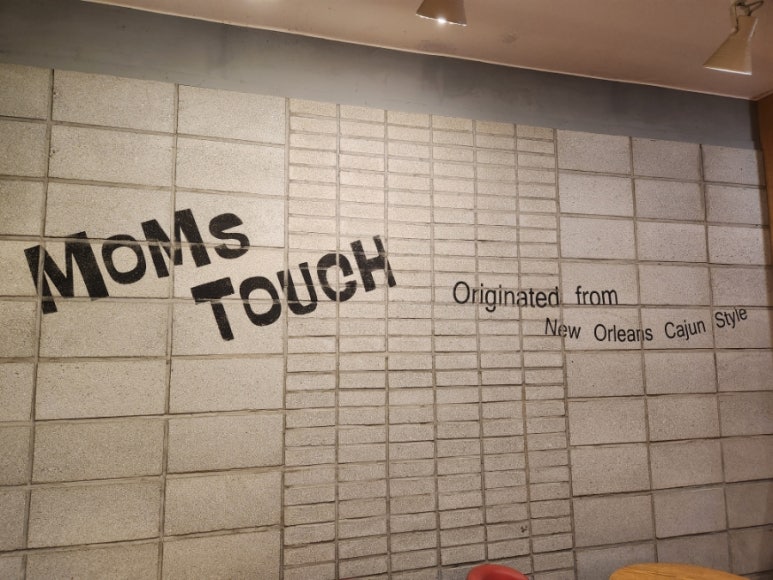 MoMs
TOUCH
Originated from
New Orleans Cajun Style